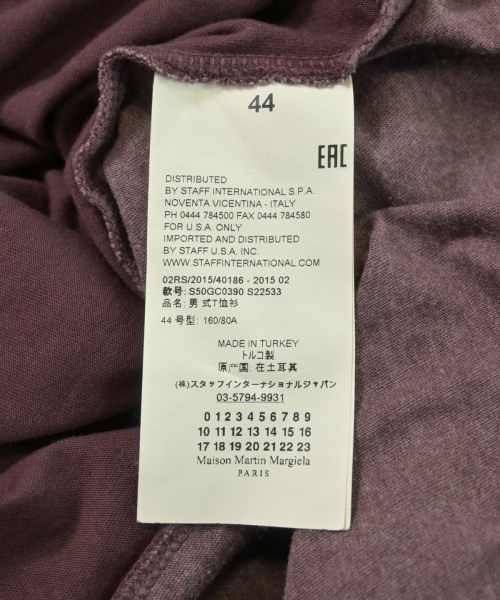 44
EAC
DISTRIBUTED
BY STAFF INTERNATIONAL S.P.A.
NOVENTA VICENTINA - ITALY
PH 0444 784500 FAX 0444 784580
FOR U.S.A. ONLY
IMPORTED AND DISTRIBUTED
BY STAFF U.S.A. INC.
WWW.STAFFINTERNATIONAL.COM
02RS/2015/40186 - 2015 02
款号: S50GC0390 S22533
品名: 男 式T恤衫
44 号型: 160/80A
MADE IN TURKEY
トルコ製
原产国: 在土耳其
(株)スタッフインターナショナルジャパン
03-5794-9931
0 1 2 3 4 5 6 7 8 9
10 11 12 13 14 15 16
17 18 19 20 21 22 23
Maison Martin Margiela
PARIS